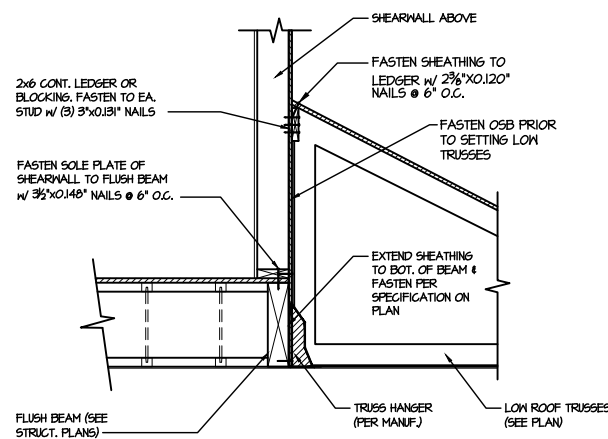 SHEARWALL ABOVE
FASTEN SHEATHING TO
LEDGER W/ 2⅜"X0.120"
NAILS @ 6" O.C.
2x6 CONT. LEDGER OR
BLOCKING. FASTEN TO EA.
STUD W/ (3) 3"x0.131" NAILS
FASTEN OSB PRIOR
TO SETTING LOW
TRUSSES
FASTEN SOLE PLATE OF
SHEARWALL TO FLUSH BEAM
W/ 3½"x0.148" NAILS @ 6" O.C.
EXTEND SHEATHING
TO BOT. OF BEAM &
FASTEN PER
SPECIFICATION ON
PLAN
FLUSH BEAM (SEE
STRUCT. PLANS)
TRUSS HANGER
(PER MANUF.)
LOW ROOF TRUSSES
(SEE PLAN)